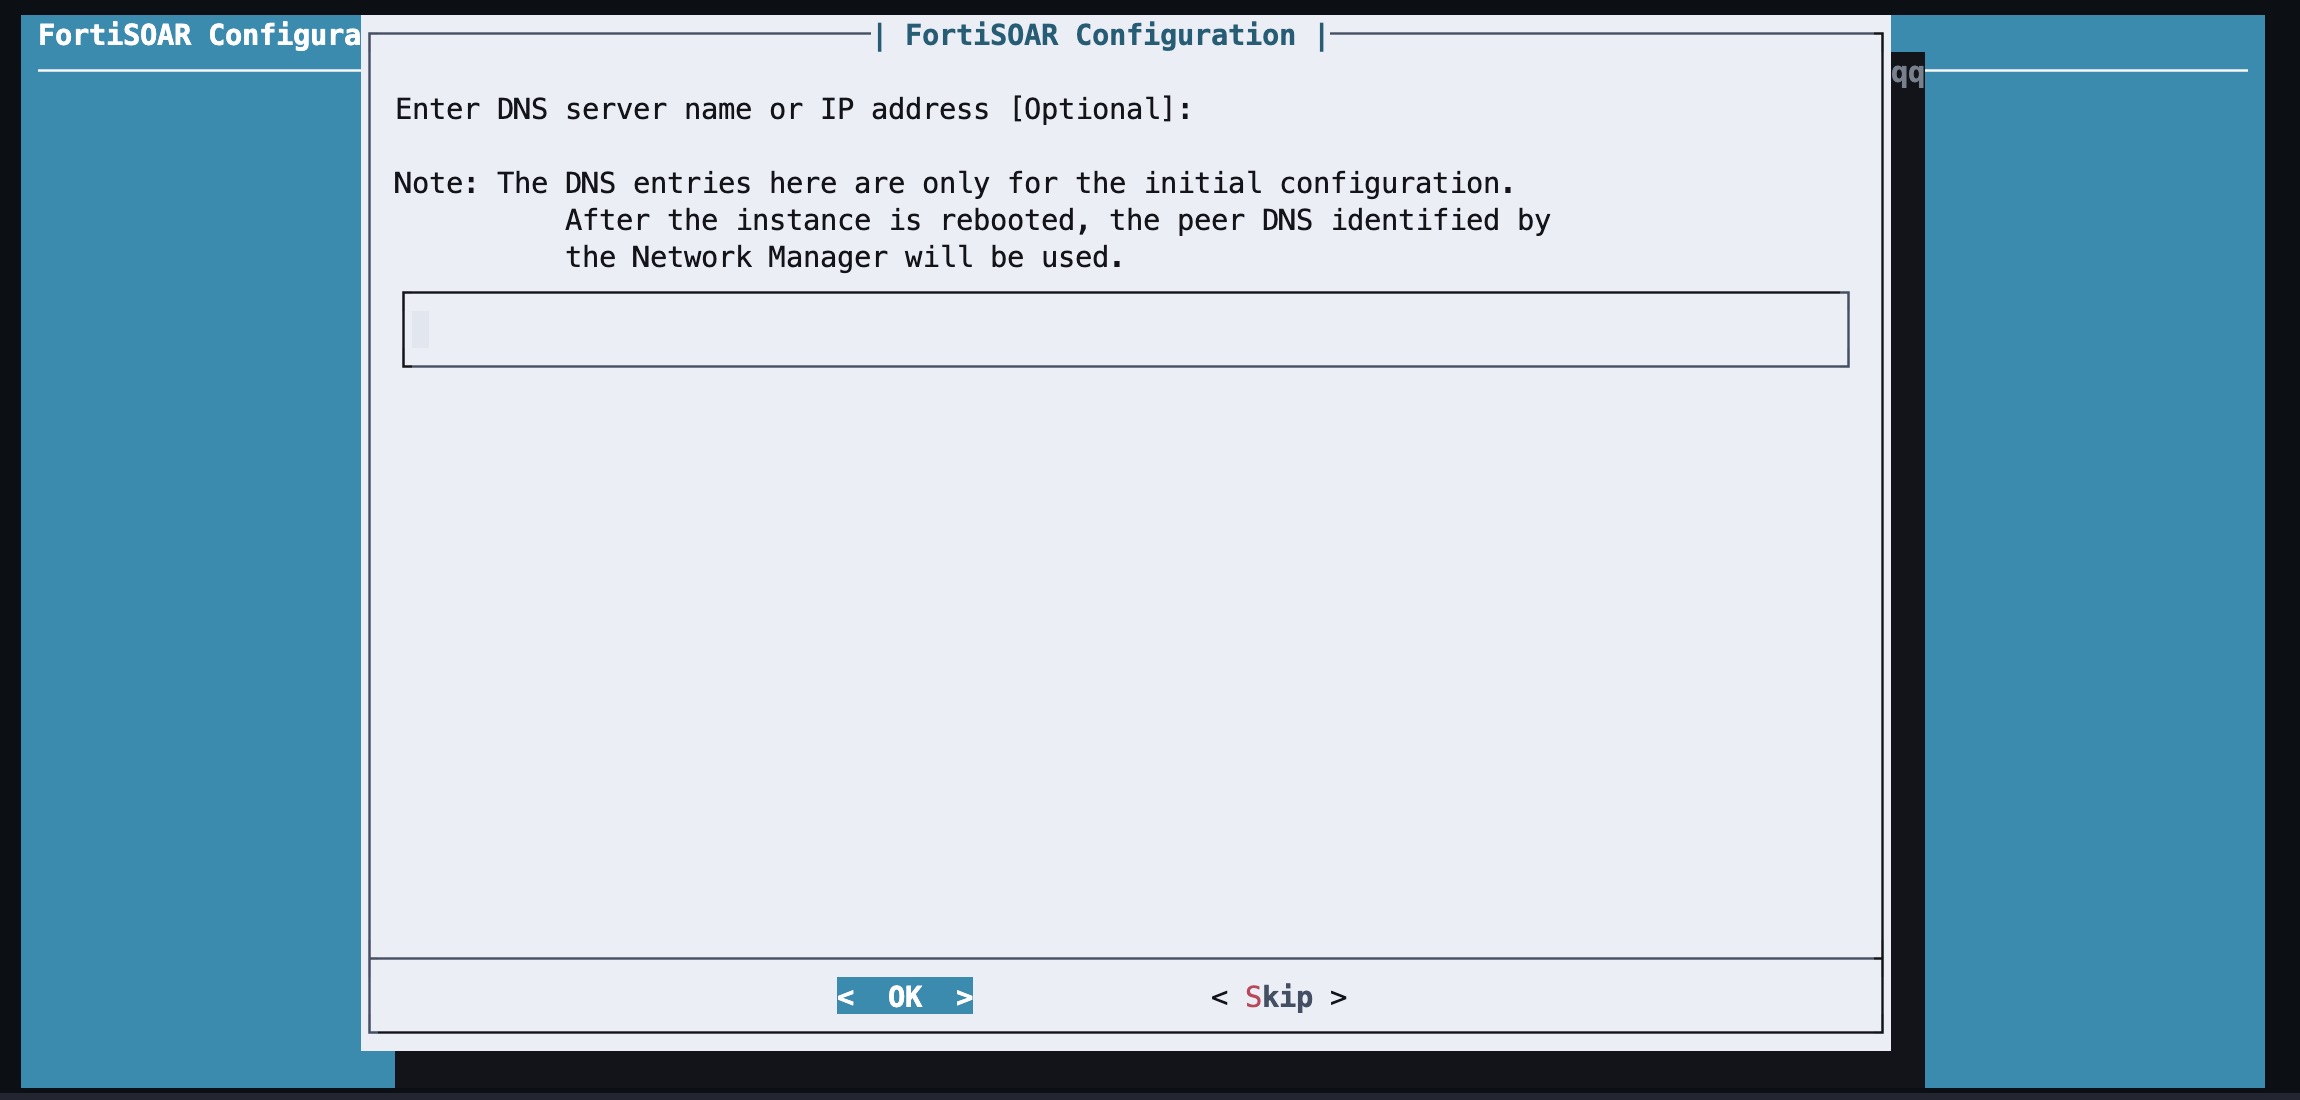 FortiSOAR Configura
| FortiSOAR Configuration |
qq
Enter DNS server name or IP address [Optional]:
Note: The DNS entries here are only for the initial configuration.
After the instance is rebooted, the peer DNS identified by
the Network Manager will be used.
< OK >
< Skip >